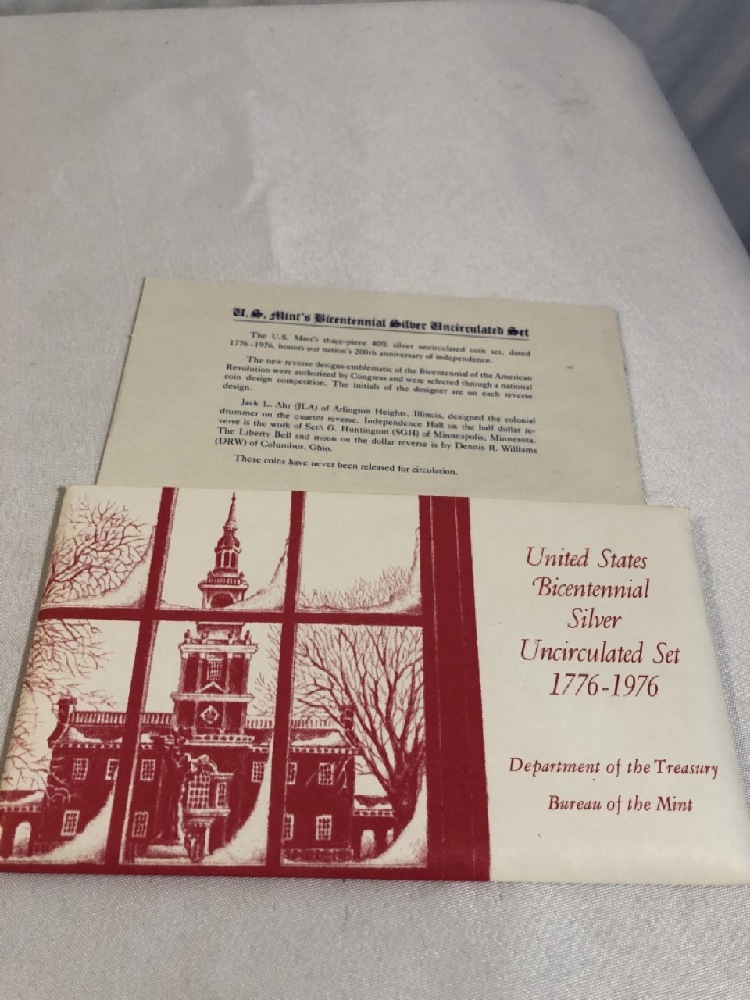 U.S. Mint's Bicentennial Silver Uncirculated Set
The U.S. Mint's three-piece 40% silver uncirculated coin set, dated
1776-1976, honors our nation's 200th anniversary of independence.
The new reverse designs emblematic of the Bicentennial of the American
Revolution were authorized by Congress and were selected through a national
coin design competition. The initials of the designer are on each reverse
design.
Jack L. Ahr (JLA) of Arlington Heights, Illinois, designed the colonial
drummer on the quarter reverse. Independence Hall on the half dollar re-
verse is the work of Seth G. Huntington (SGH) of Minneapolis, Minnesota.
The Liberty Bell and moon on the dollar reverse is by Dennis R. Williams
(DRW) of Columbus, Ohio.
These coins have never been released for circulation.
United States
Bicentennial
Silver
Uncirculated Set
1776-1976
Department of the Treasury
Bureau of the Mint